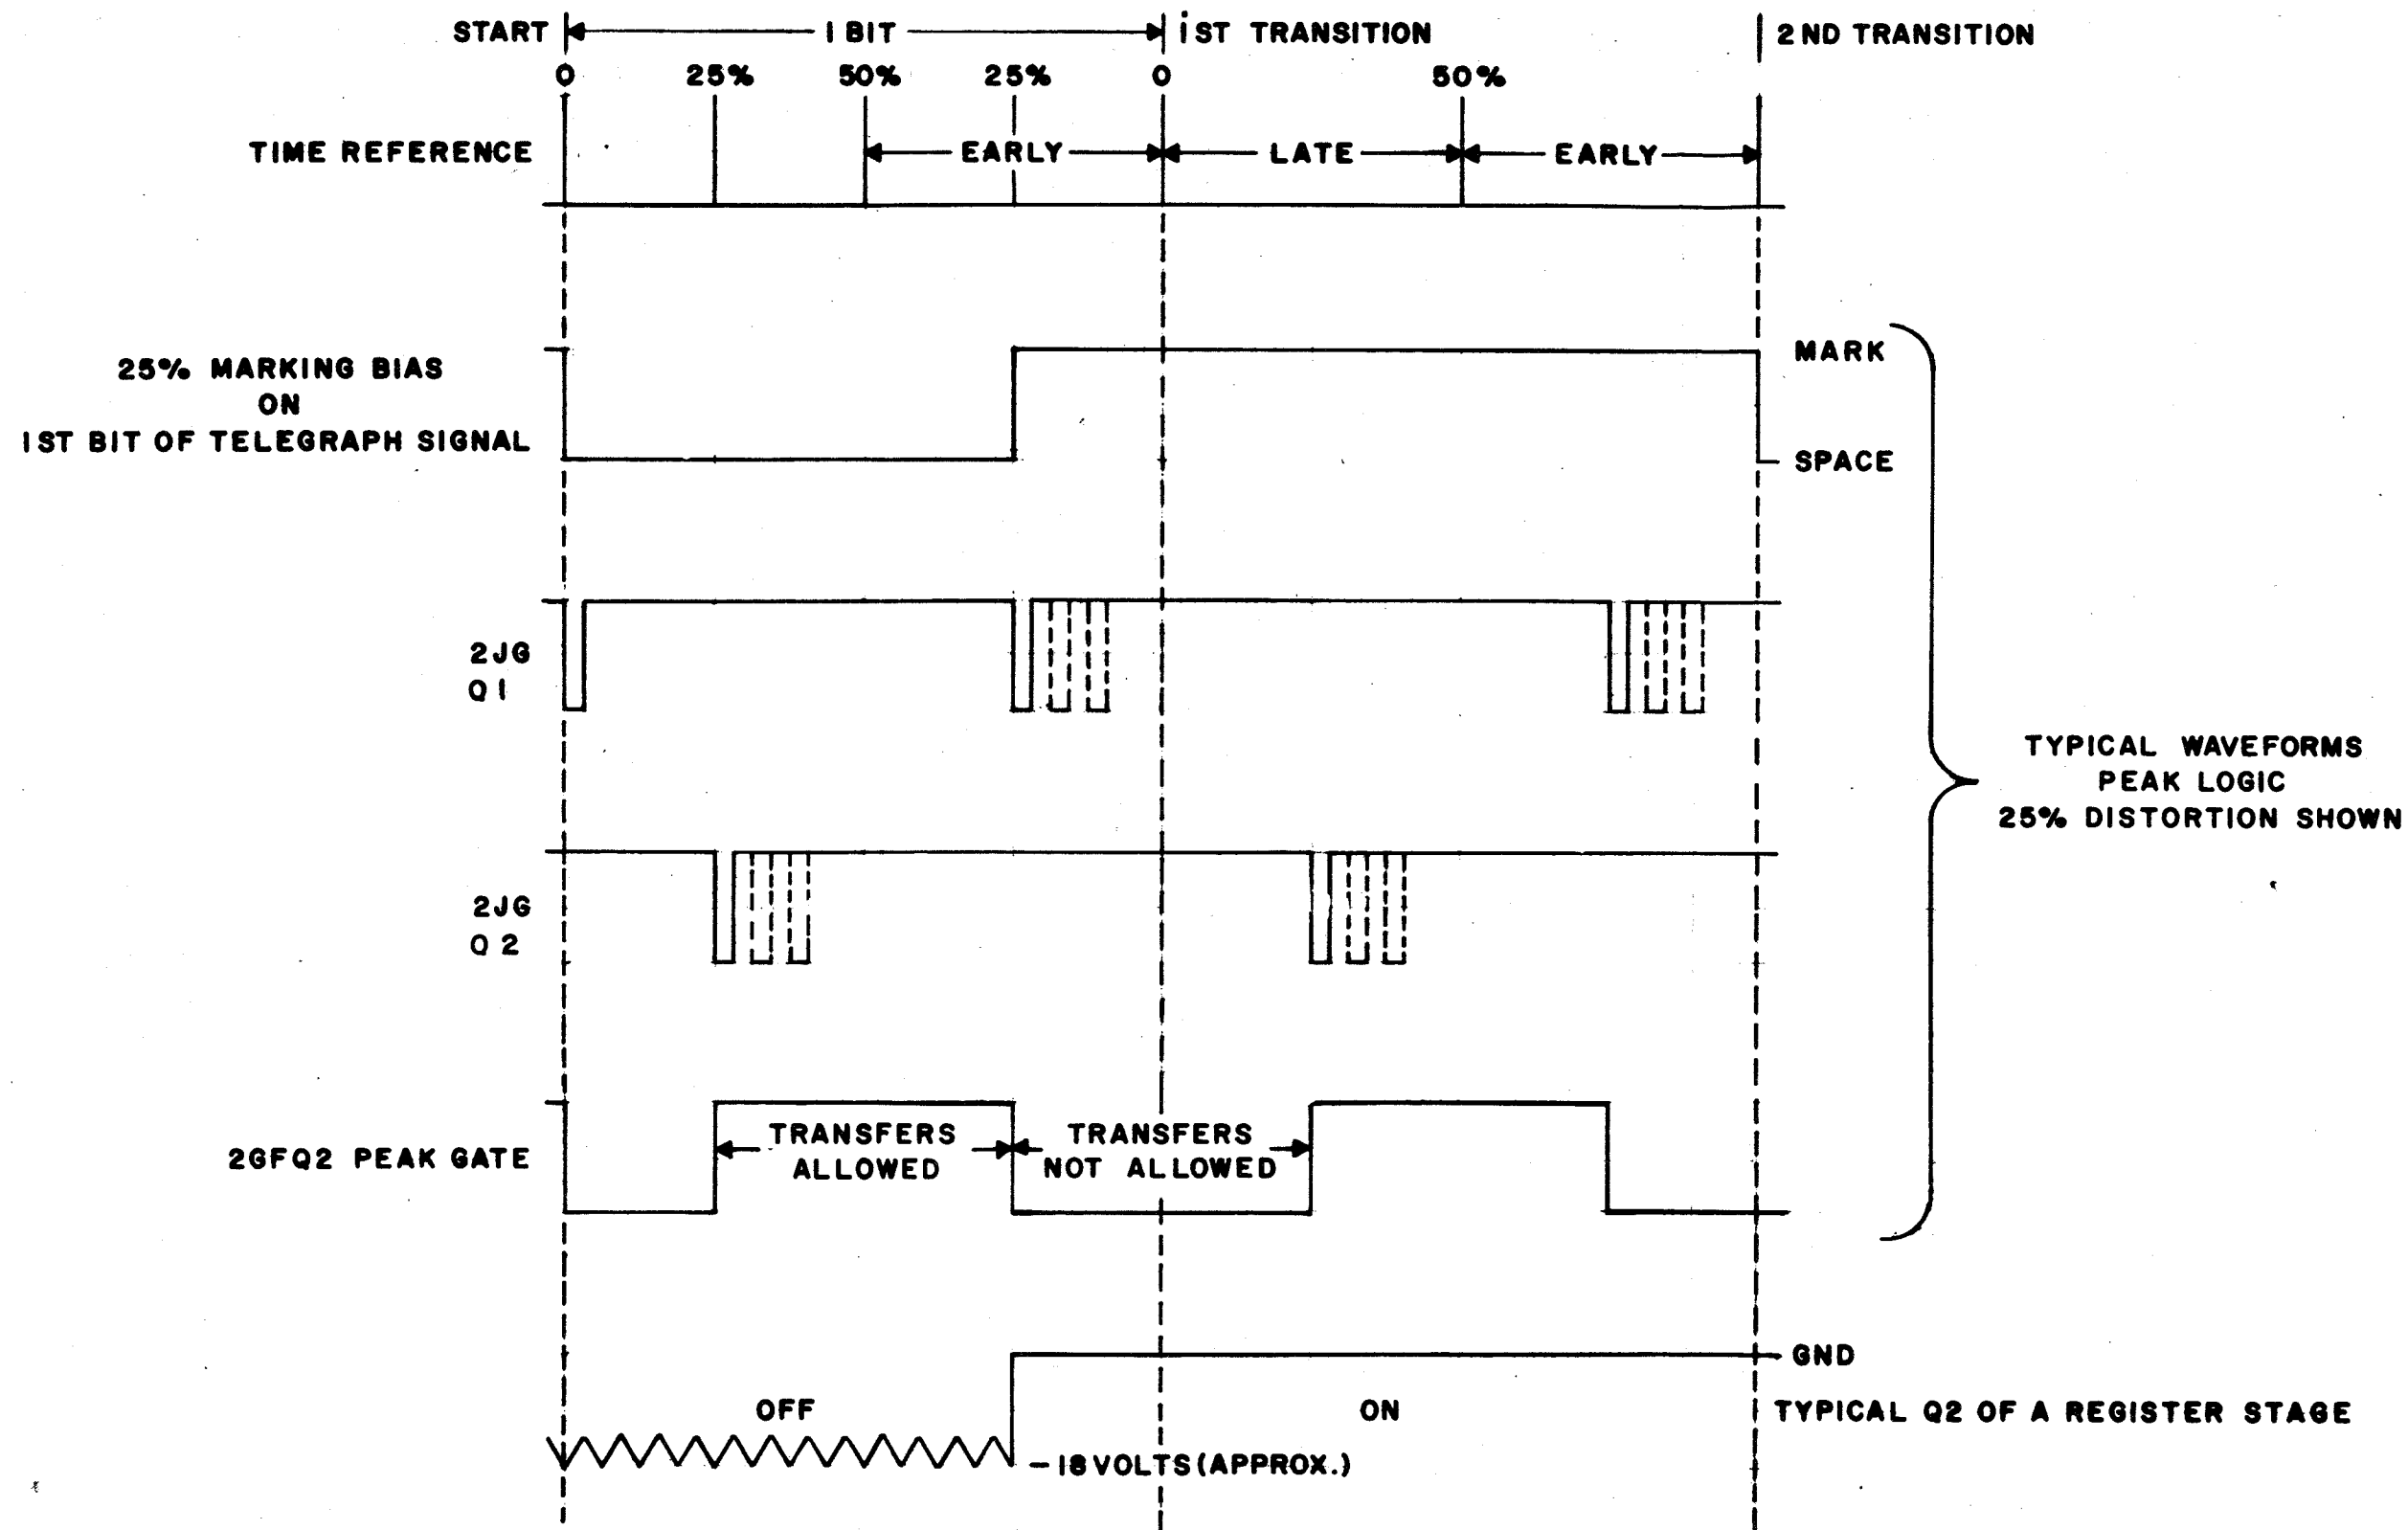 START
1 BIT
1ST TRANSITION
2ND TRANSITION
0
25%
50%
25%
0
50%
TIME REFERENCE
EARLY
LATE
EARLY
25% MARKING BIAS
ON
1ST BIT OF TELEGRAPH SIGNAL
MARK
SPACE
2JG
Q1
TYPICAL WAVEFORMS
PEAK LOGIC
25% DISTORTION SHOWN
2JG
Q2
2GFQ2 PEAK GATE
TRANSFERS
ALLOWED
TRANSFERS
NOT ALLOWED
GND
OFF
ON
TYPICAL Q2 OF A REGISTER STAGE
-18 VOLTS (APPROX.)